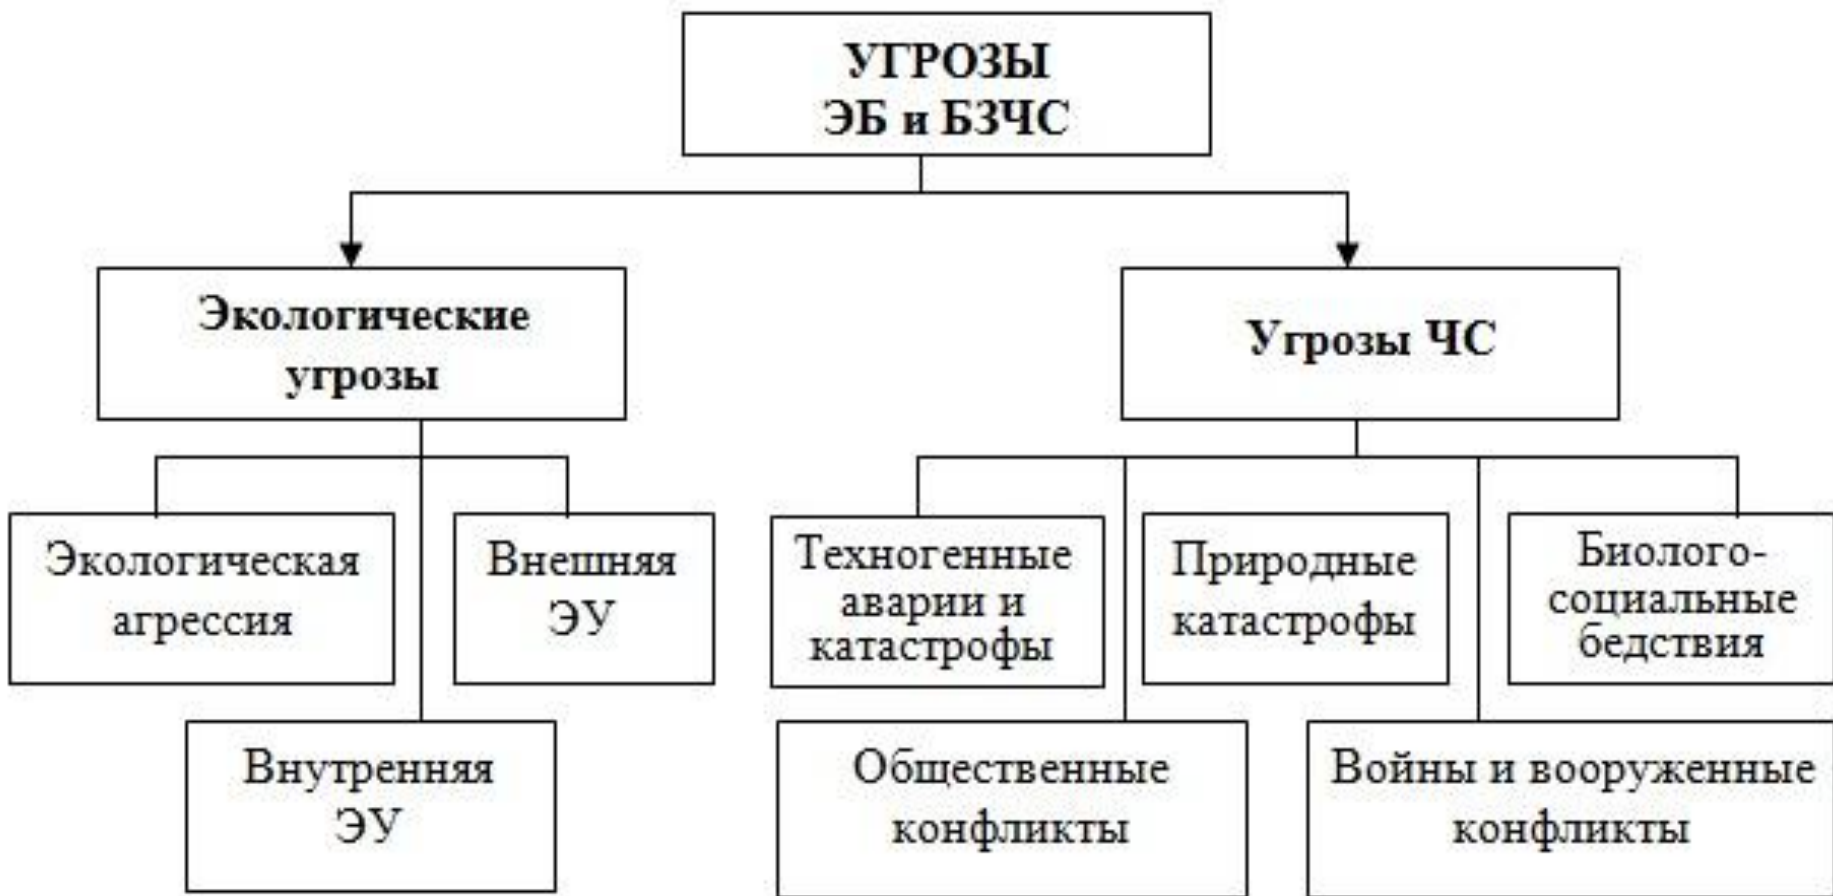 УГРОЗЫ
ЭБ и БЗЧС
Экологические
угрозы
Угрозы ЧС
Экологическая
агрессия
Внешняя
ЭУ
Техногенные
аварии и
катастрофы
Природные
катастрофы
Биолого-
социальные
бедствия
Внутренняя
ЭУ
Общественные
конфликты
Войны и вооруженные
конфликты